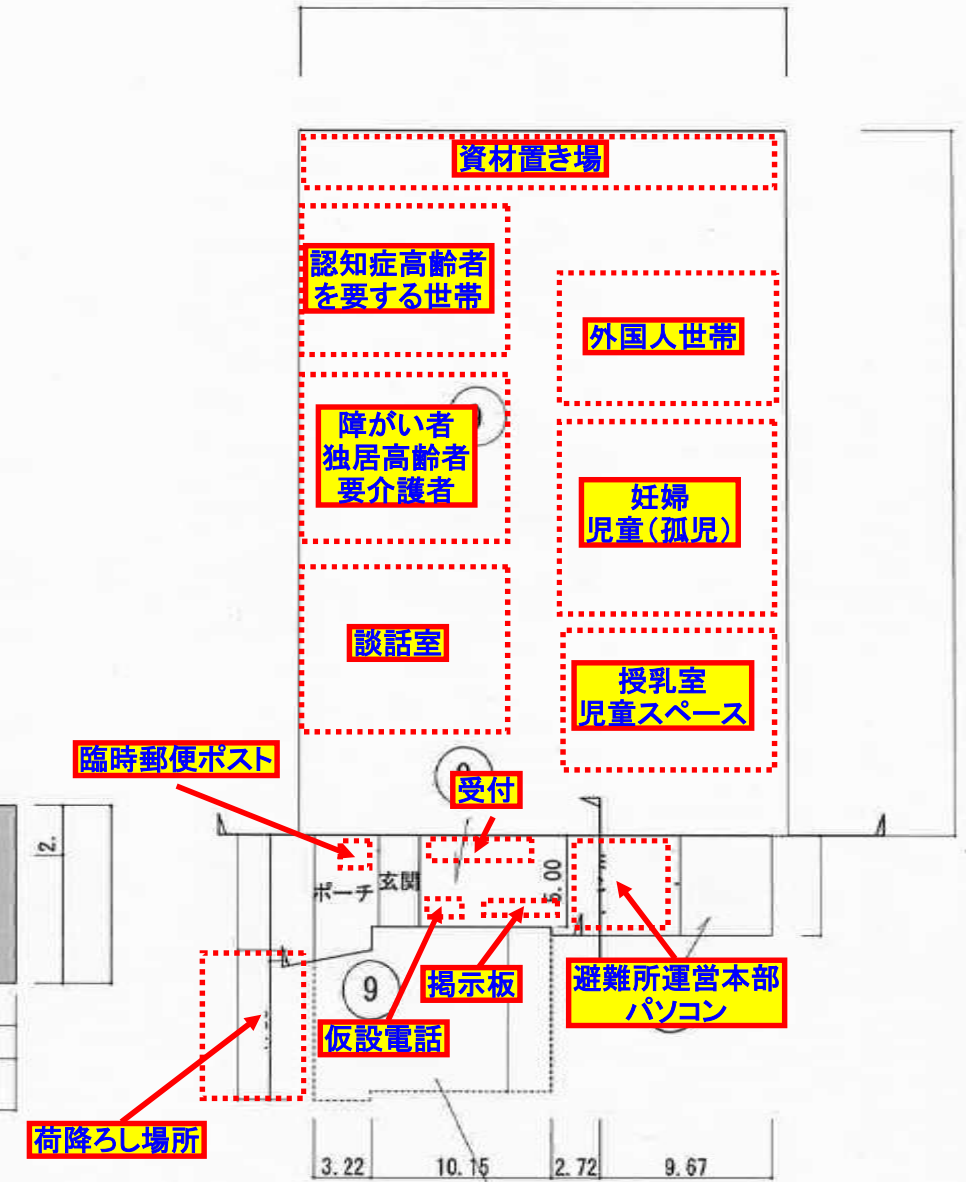 資材置き場
認知症高齢者
を要する世帯
外国人世帯
障がい者
独居高齢者
要介護者
妊婦
児童(孤児)
談話室
授乳室
児童スペース
臨時郵便ポスト
受付
2.
ポーチ
玄関
5.00
9
掲示板
避難所運営本部
パソコン
仮設電話
荷降ろし場所
3.22
10.15
2.72
9.67